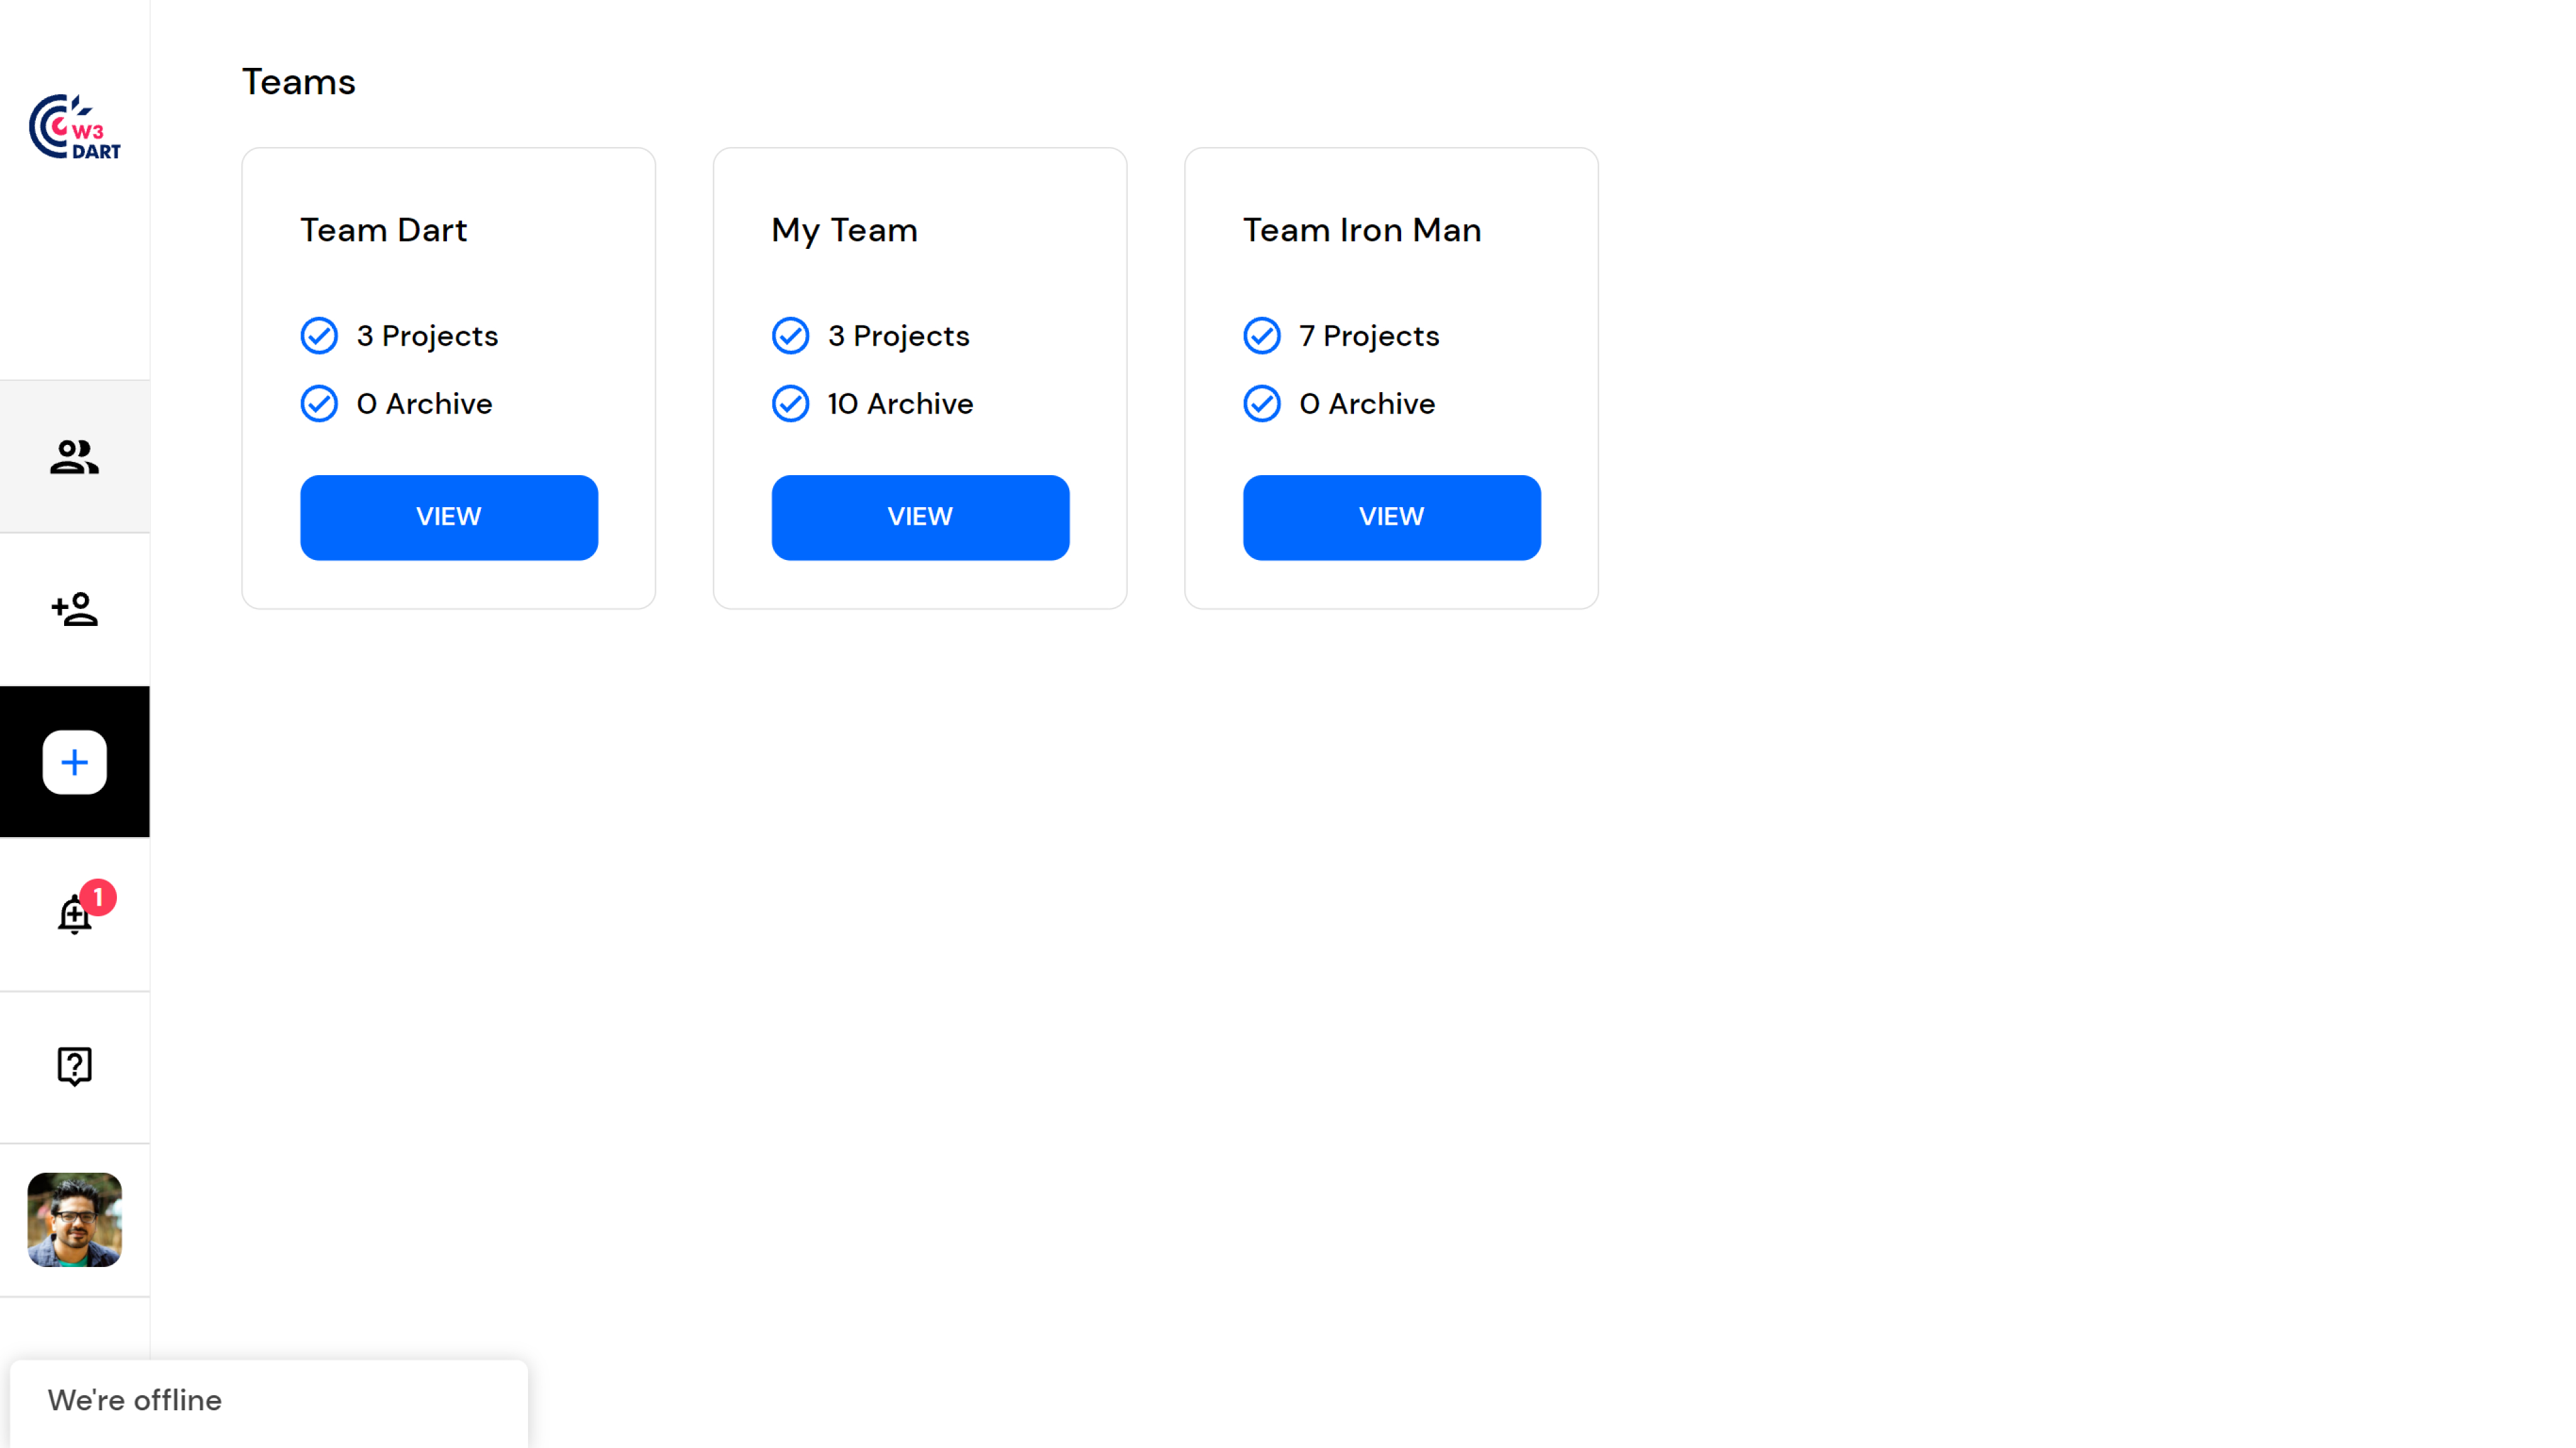 W3
DART
Teams
Team Dart
3 Projects
0 Archive
VIEW
My Team
3 Projects
10 Archive
VIEW
Team Iron Man
7 Projects
0 Archive
VIEW
1
We're offline